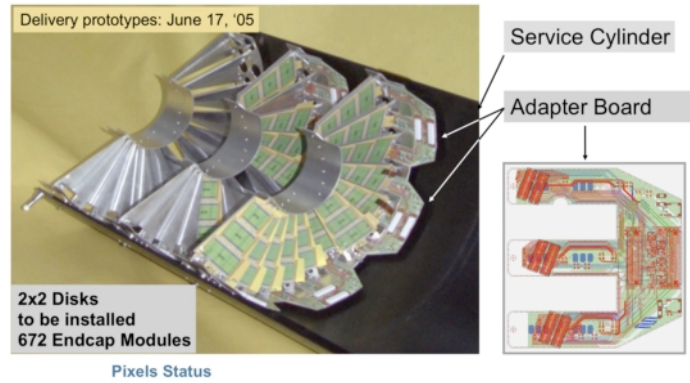 Delivery prototypes: June 17, ‘05
Service Cylinder
Adapter Board
2x2 Disks
to be installed
672 Endcap Modules
Pixels Status